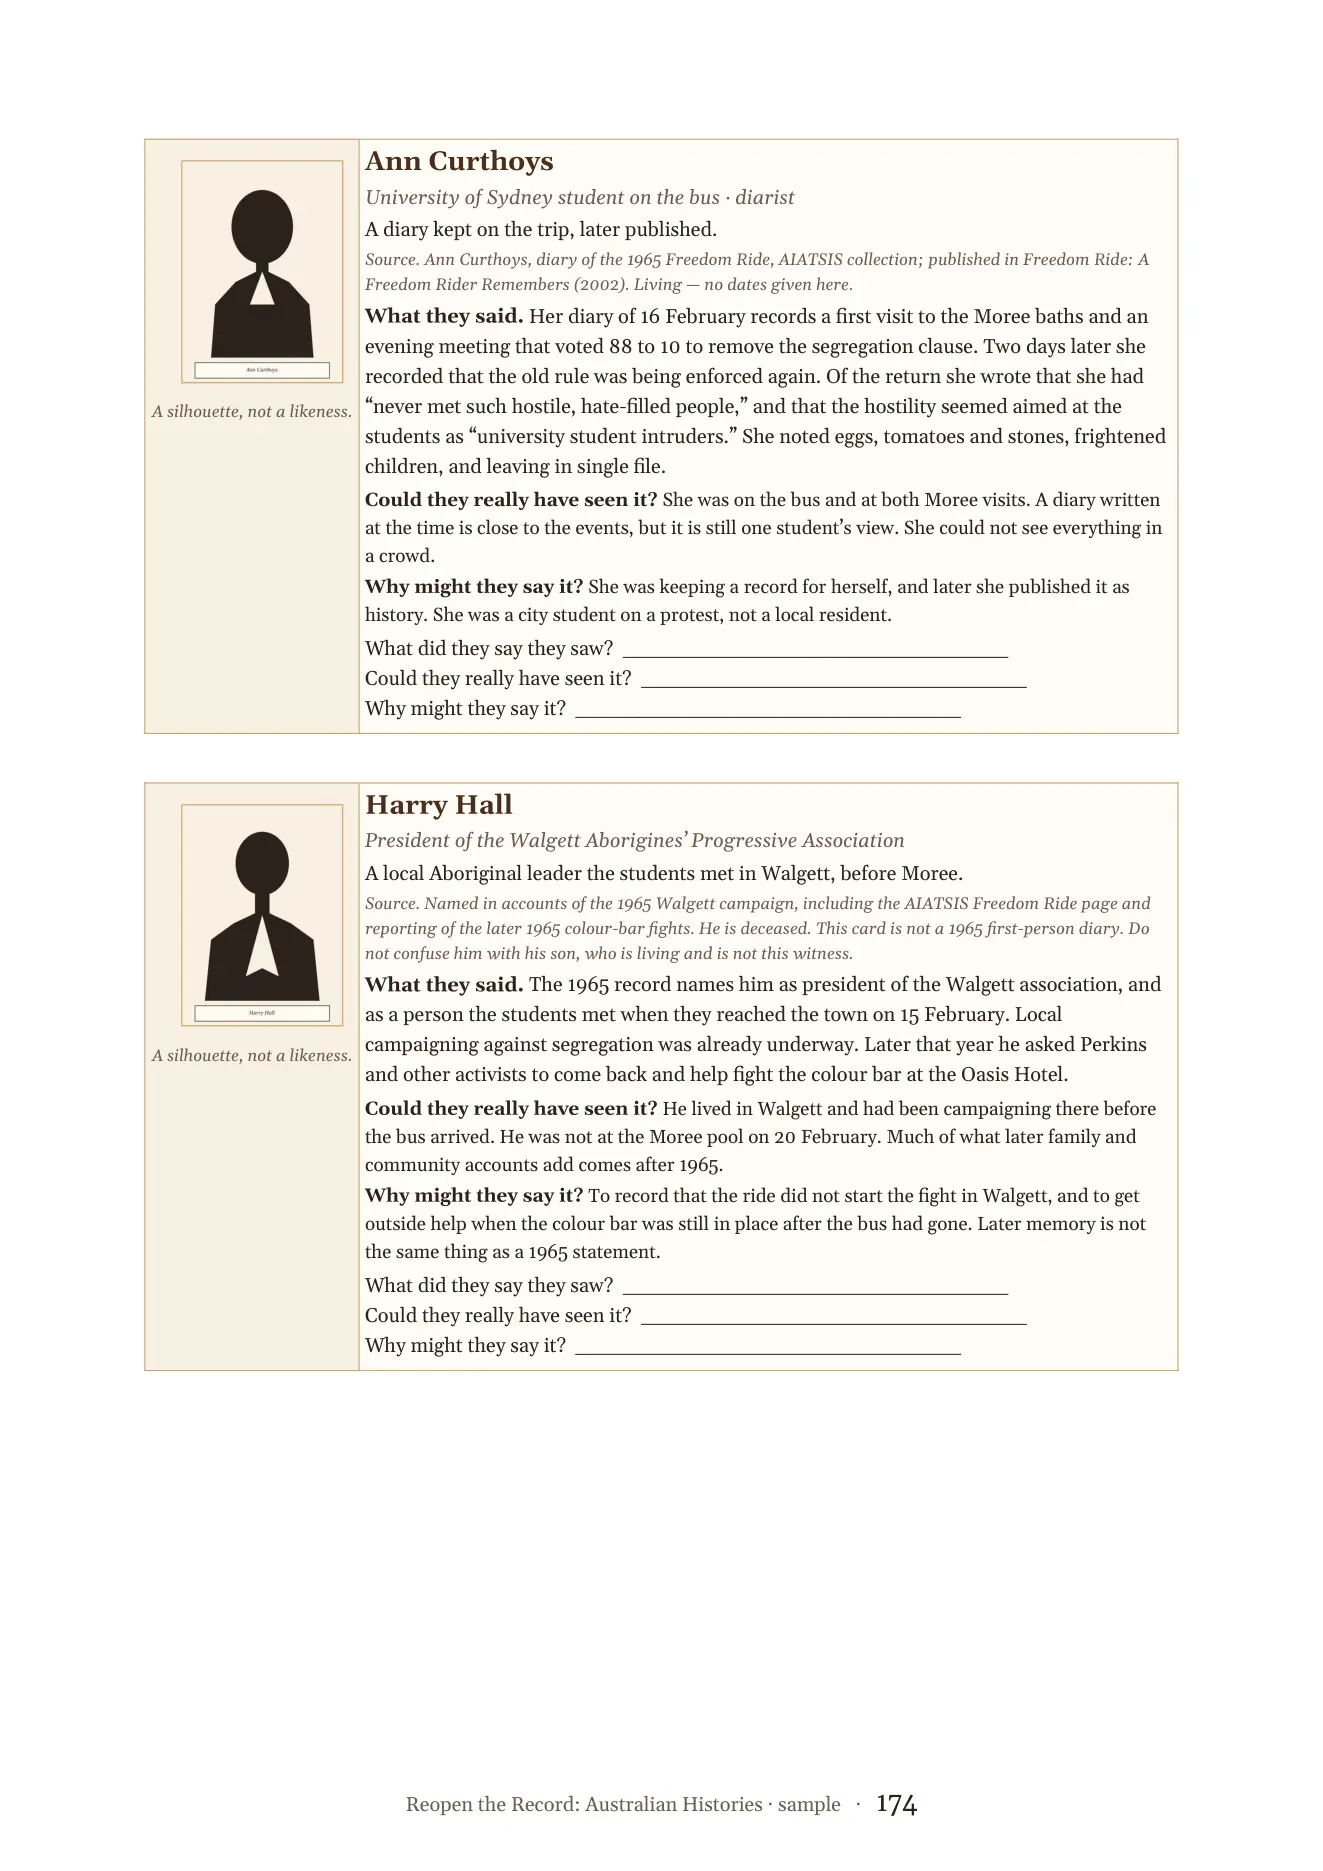 Ann Curthoys
University of Sydney student on the bus · diarist
A diary kept on the trip, later published.
Source. Ann Curthoys, diary of the 1965 Freedom Ride, AIATSIS collection; published in Freedom Ride: A
Freedom Rider Remembers (2002). Living — no dates given here.
What they said. Her diary of 16 February records a first visit to the Moree baths and an
evening meeting that voted 88 to 10 to remove the segregation clause. Two days later she
recorded that the old rule was being enforced again. Of the return she wrote that she had
“never met such hostile, hate-filled people,” and that the hostility seemed aimed at the
students as “university student intruders.” She noted eggs, tomatoes and stones, frightened
children, and leaving in single file.
Could they really have seen it? She was on the bus and at both Moree visits. A diary written
at the time is close to the events, but it is still one student’s view. She could not see everything in
a crowd.
Why might they say it? She was keeping a record for herself, and later she published it as
history. She was a city student on a protest, not a local resident.
What did they say they saw?
Could they really have seen it?
Why might they say it?
Ann Curthoys
A silhouette, not a likeness.
Harry Hall
President of the Walgett Aborigines’ Progressive Association
A local Aboriginal leader the students met in Walgett, before Moree.
Source. Named in accounts of the 1965 Walgett campaign, including the AIATSIS Freedom Ride page and
reporting of the later 1965 colour-bar fights. He is deceased. This card is not a 1965 first-person diary. Do
not confuse him with his son, who is living and is not this witness.
What they said. The 1965 record names him as president of the Walgett association, and
as a person the students met when they reached the town on 15 February. Local
campaigning against segregation was already underway. Later that year he asked Perkins
and other activists to come back and help fight the colour bar at the Oasis Hotel.
Could they really have seen it? He lived in Walgett and had been campaigning there before
the bus arrived. He was not at the Moree pool on 20 February. Much of what later family and
community accounts add comes after 1965.
Why might they say it? To record that the ride did not start the fight in Walgett, and to get
outside help when the colour bar was still in place after the bus had gone. Later memory is not
the same thing as a 1965 statement.
What did they say they saw?
Could they really have seen it?
Why might they say it?
Harry Hall
A silhouette, not a likeness.
Reopen the Record: Australian Histories · sample · 174